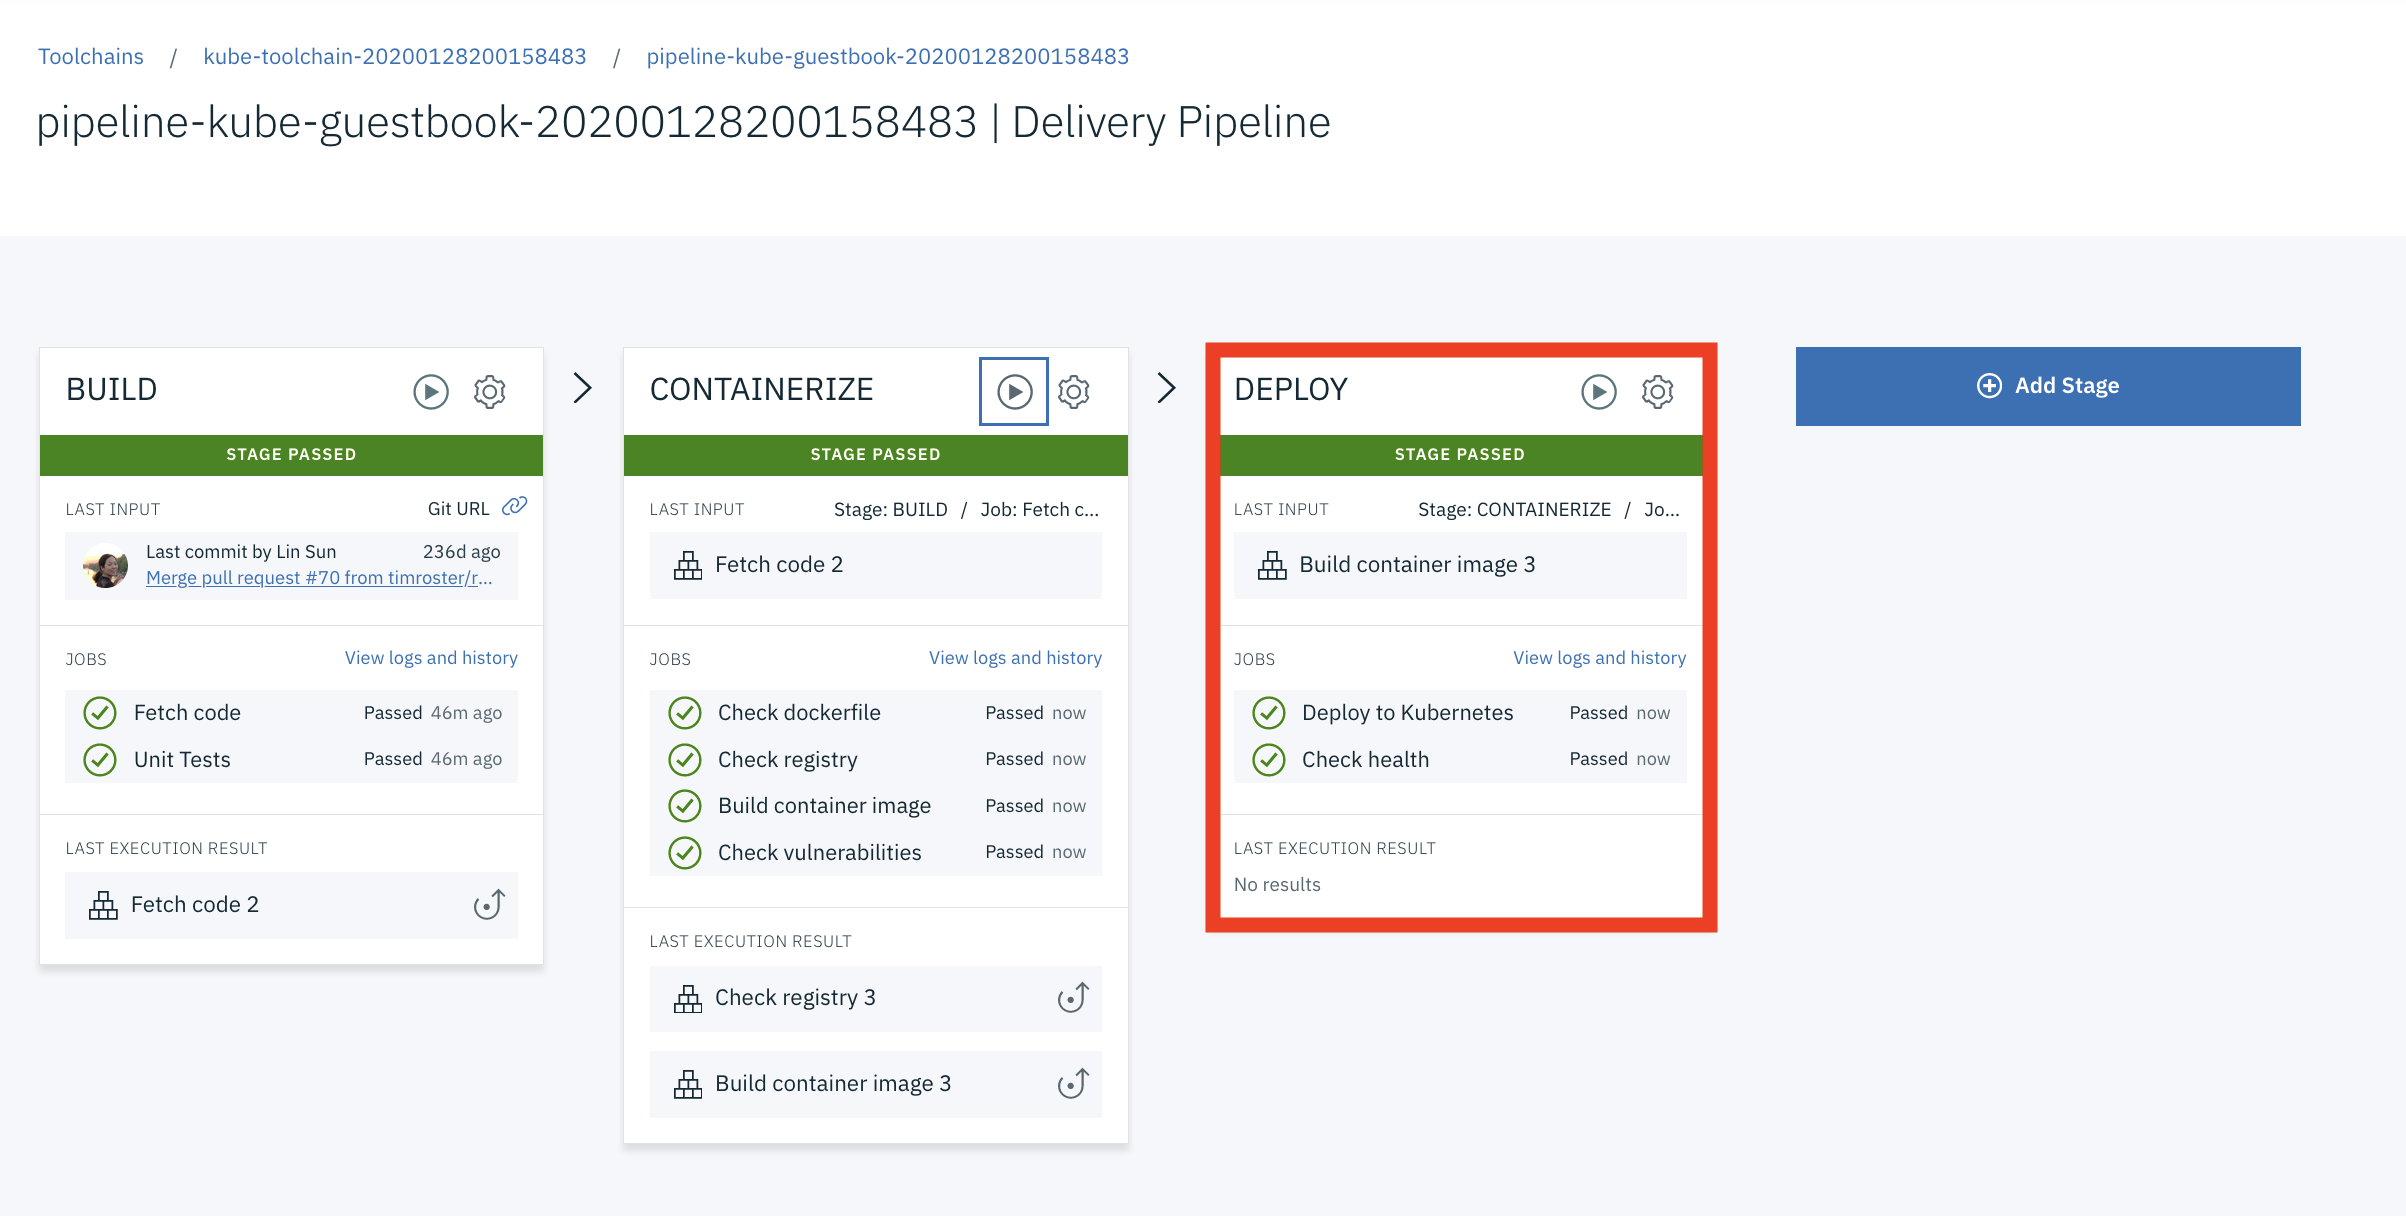 Toolchains / kube-toolchain-20200128200158483 / pipeline-kube-guestbook-20200128200158483
pipeline-kube-guestbook-20200128200158483 | Delivery Pipeline
BUILD
STAGE PASSED
LAST INPUT Git URL
Last commit by Lin Sun 236d ago
Merge pull request #70 from timroster/r...
JOBS View logs and history
Fetch code Passed 46m ago
Unit Tests Passed 46m ago
LAST EXECUTION RESULT
Fetch code 2
CONTAINERIZE
STAGE PASSED
LAST INPUT Stage: BUILD / Job: Fetch c...
Fetch code 2
JOBS View logs and history
Check dockerfile Passed now
Check registry Passed now
Build container image Passed now
Check vulnerabilities Passed now
LAST EXECUTION RESULT
Check registry 3
Build container image 3
DEPLOY
STAGE PASSED
LAST INPUT Stage: CONTAINERIZE / Jo...
Build container image 3
JOBS View logs and history
Deploy to Kubernetes Passed now
Check health Passed now
LAST EXECUTION RESULT
No results
Add Stage